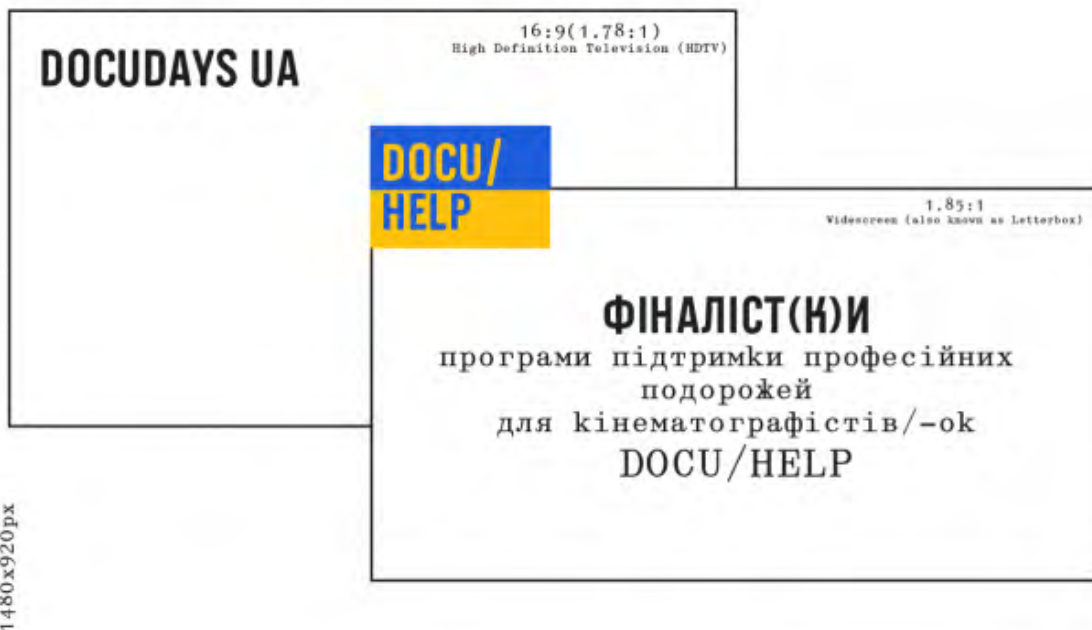 DOCUDAYS UA
16:9(1.78:1)
High Definition Television (HDTV)
DOCU/
HELP
1.85:1
Widescreen (also known as Letterbox)
ФІНАЛІСТ(К)И
програми підтримки професійних
подорожей
для кінематографістів/-ок
DOCU/HELP
1480x920px